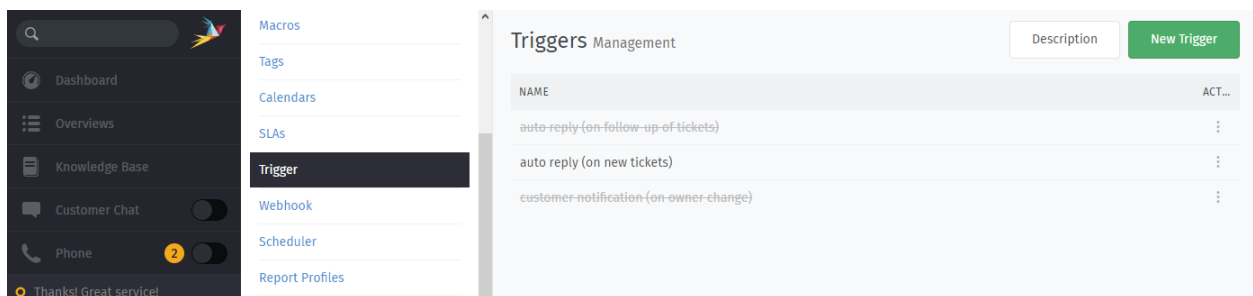 Dashboard
Overviews
Knowledge Base
Customer Chat
Phone 2
Thanks! Great service!
Macros
Tags
Calendars
SLAs
Trigger
Webhook
Scheduler
Report Profiles
Triggers Management
Description
New Trigger
NAME ACT...
auto reply (on follow-up of tickets)
auto reply (on new tickets)
customer notification (on owner change)